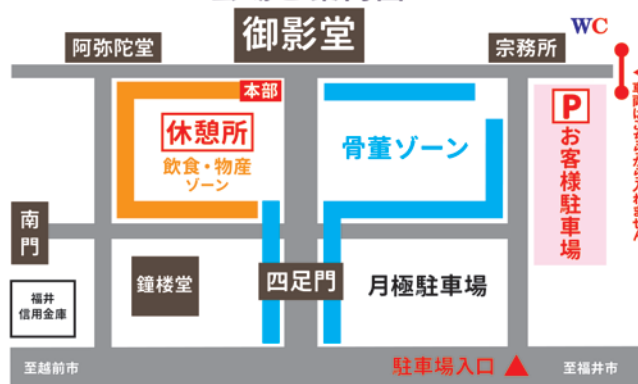 御影堂
阿弥陀堂
宗務所
WC
本部
休憩所
飲食・物産
ゾーン
骨董ゾーン
P
お客様駐車場
南門
鐘楼堂
四足門
月極駐車場
福井
信用金庫
至越前市
駐車場入口
至福井市